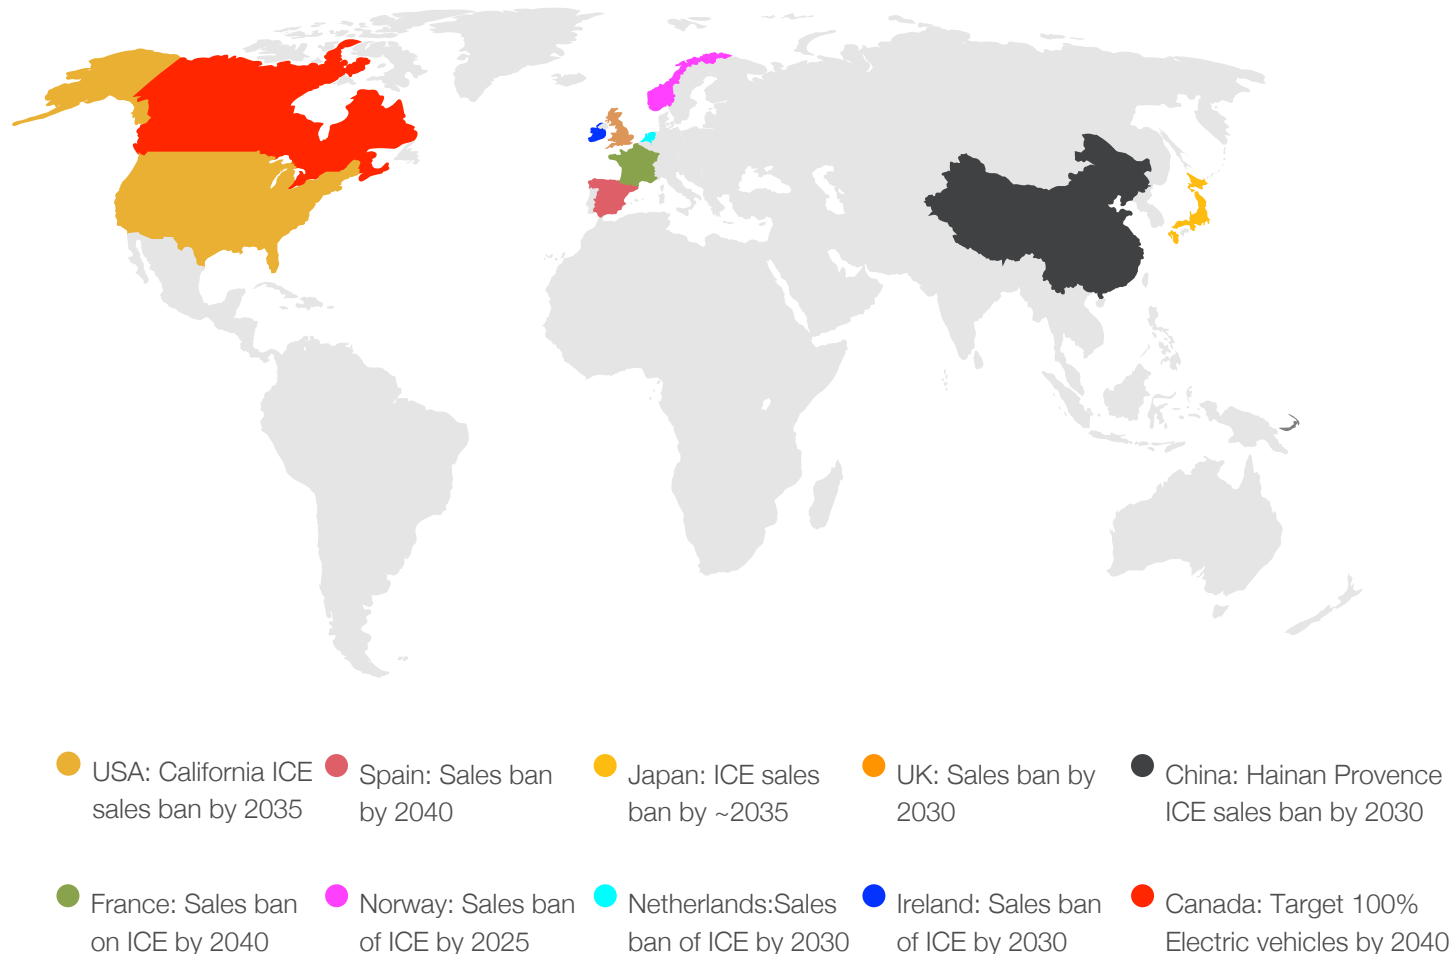 USA: California ICE
sales ban by 2035
Spain: Sales ban
by 2040
Japan: ICE sales
ban by ~2035
UK: Sales ban by
2030
China: Hainan Provence
ICE sales ban by 2030
France: Sales ban
on ICE by 2040
Norway: Sales ban
of ICE by 2025
Netherlands:Sales
ban of ICE by 2030
Ireland: Sales ban
of ICE by 2030
Canada: Target 100%
Electric vehicles by 2040